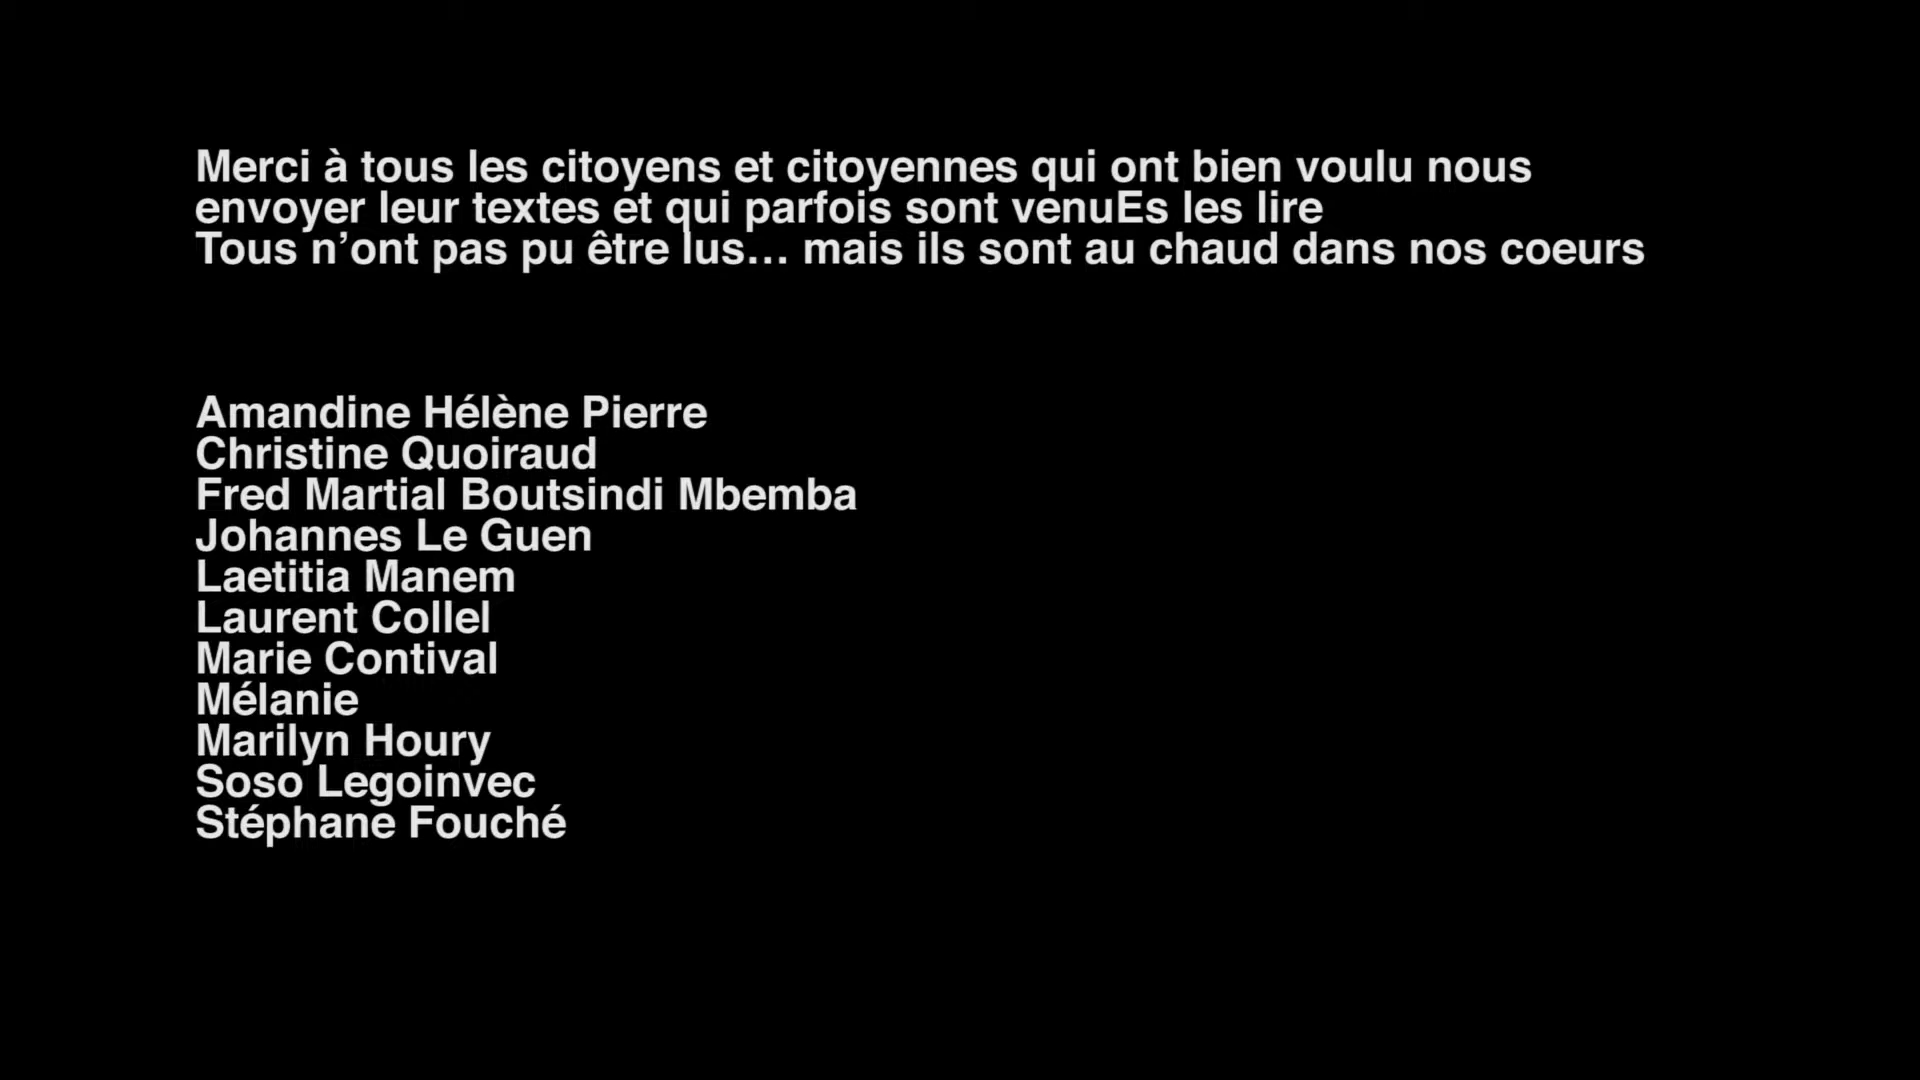 Merci à tous les citoyens et citoyennes qui ont bien voulu nous
envoyer leur textes et qui parfois sont venuEs les lire
Tous n’ont pas pu être lus… mais ils sont au chaud dans nos coeurs
Amandine Hélène Pierre
Christine Quoiraud
Fred Martial Boutsindi Mbemba
Johannes Le Guen
Laetitia Manem
Laurent Collel
Marie Contival
Mélanie
Marilyn Houry
Soso Legoinvec
Stéphane Fouché